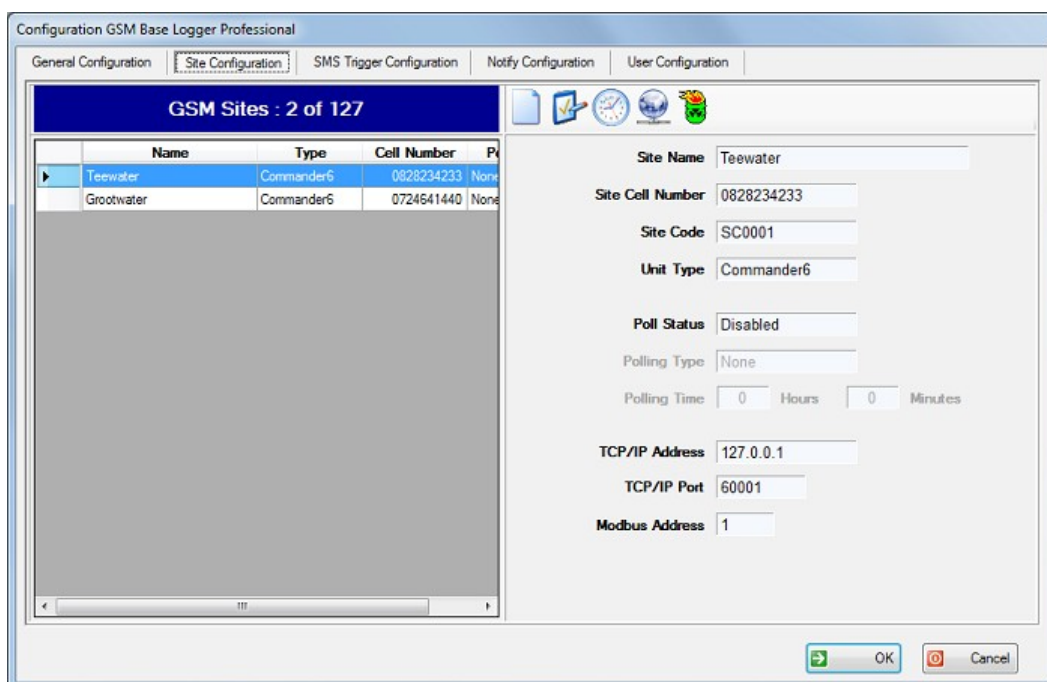 Configuration GSM Base Logger Professional
General Configuration Site Configuration SMS Trigger Configuration Notify Configuration User Configuration
GSM Sites : 2 of 127
Name Type Cell Number
Teewater Commander6 0828234233 None
Grootwater Commander6 0724641440 None
Site Name Teewater
Site Cell Number 0828234233
Site Code SC0001
Unit Type Commander6
Poll Status Disabled
Polling Type None
Polling Time 0 Hours 0 Minutes
TCP/IP Address 127.0.0.1
TCP/IP Port 60001
Modbus Address 1
OK Cancel